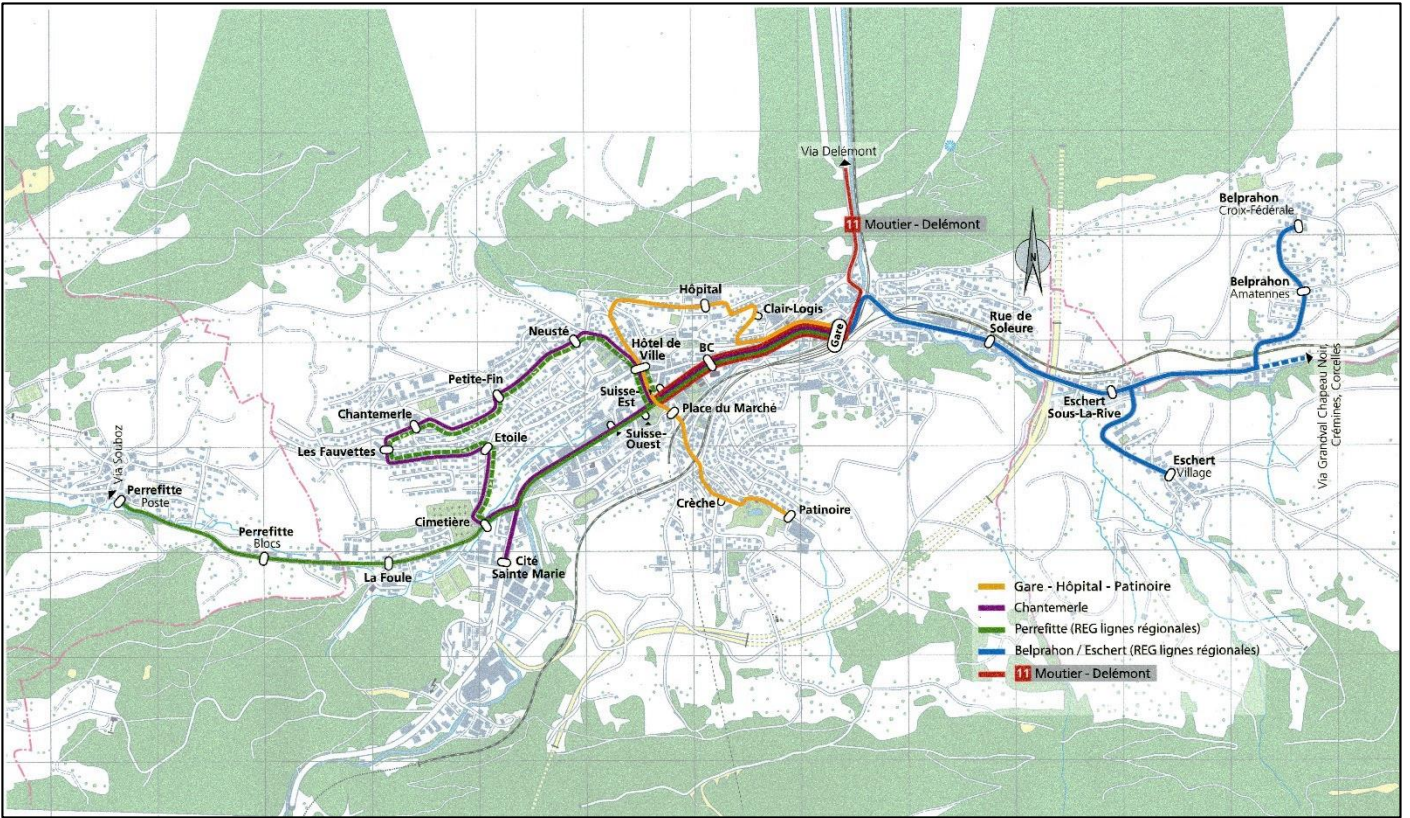 Via Delémont
11 Moutier - Delémont
N
Belprahon
Croix-Fédérale
Belprahon
Amatennes
Hôpital
Clair-Logis
Gare
Rue de
Soleure
Neusté
Hôtel de
Ville
BC
Petite-Fin
Suisse-
Est
Place du Marché
Eschert
Sous-La-Rive
Via Grandval Chapeau Noir,
Crémines, Corcelles
Chantemerle
Etoile
Suisse-
Ouest
Les Fauvettes
Via Souboz
Eschert
Village
Perrefitte
Poste
Crèche
Patinoire
Cimetière
Perrefitte
Blocs
La Foule
Cité
Sainte Marie
Gare - Hôpital - Patinoire
Chantemerle
Perrefitte (REG lignes régionales)
Belprahon / Eschert (REG lignes régionales)
11 Moutier - Delémont